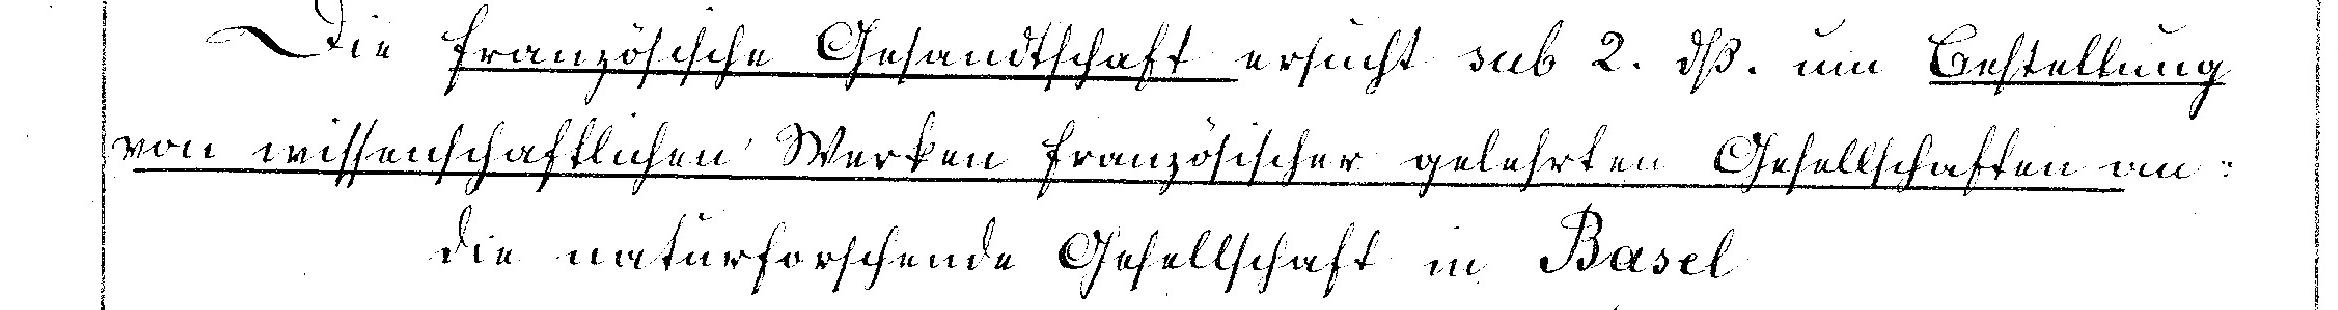 Die französische Gesandtschaft ersucht sub 2. dß. um Bestellung
von wissenschaftlichen Werken französischer gelehrten Gesellschaften an:
die naturforschende Gesellschaft in Basel